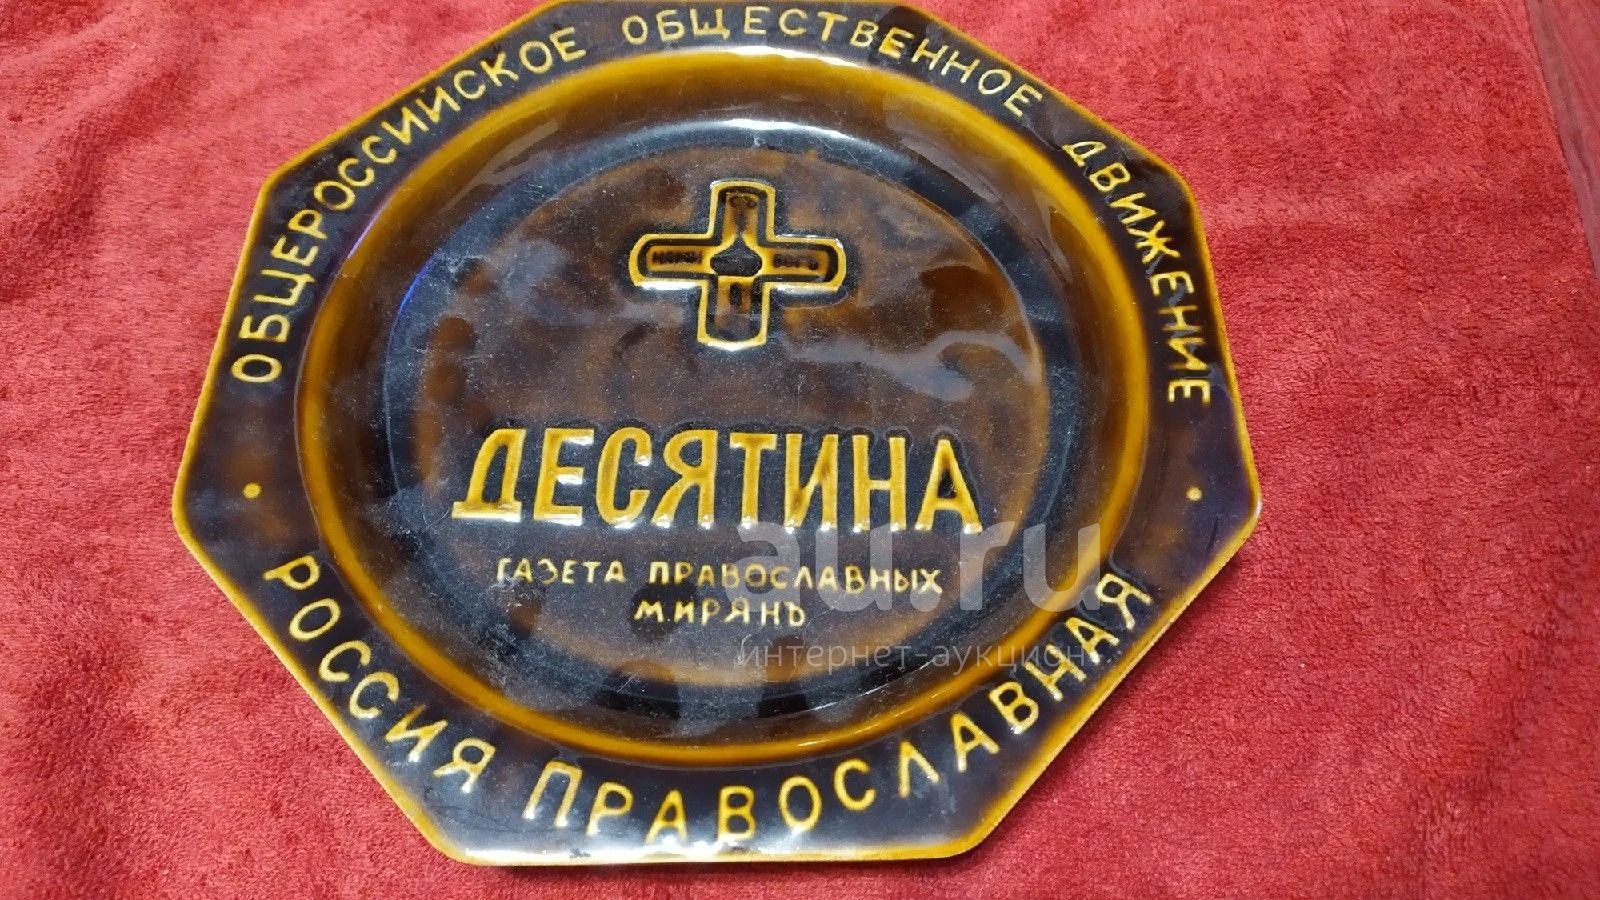 ОБЩЕРОССИЙСКОЕ ОБЩЕСТВЕННОЕ ДВИЖЕНИЕ
ДЕСЯТИНА
ГАЗЕТА ПРАВОСЛАВНЫХ
МИРЯНЪ
РОССИЯ ПРАВОСЛАВНАЯ
au.ru
интернет-аукцион